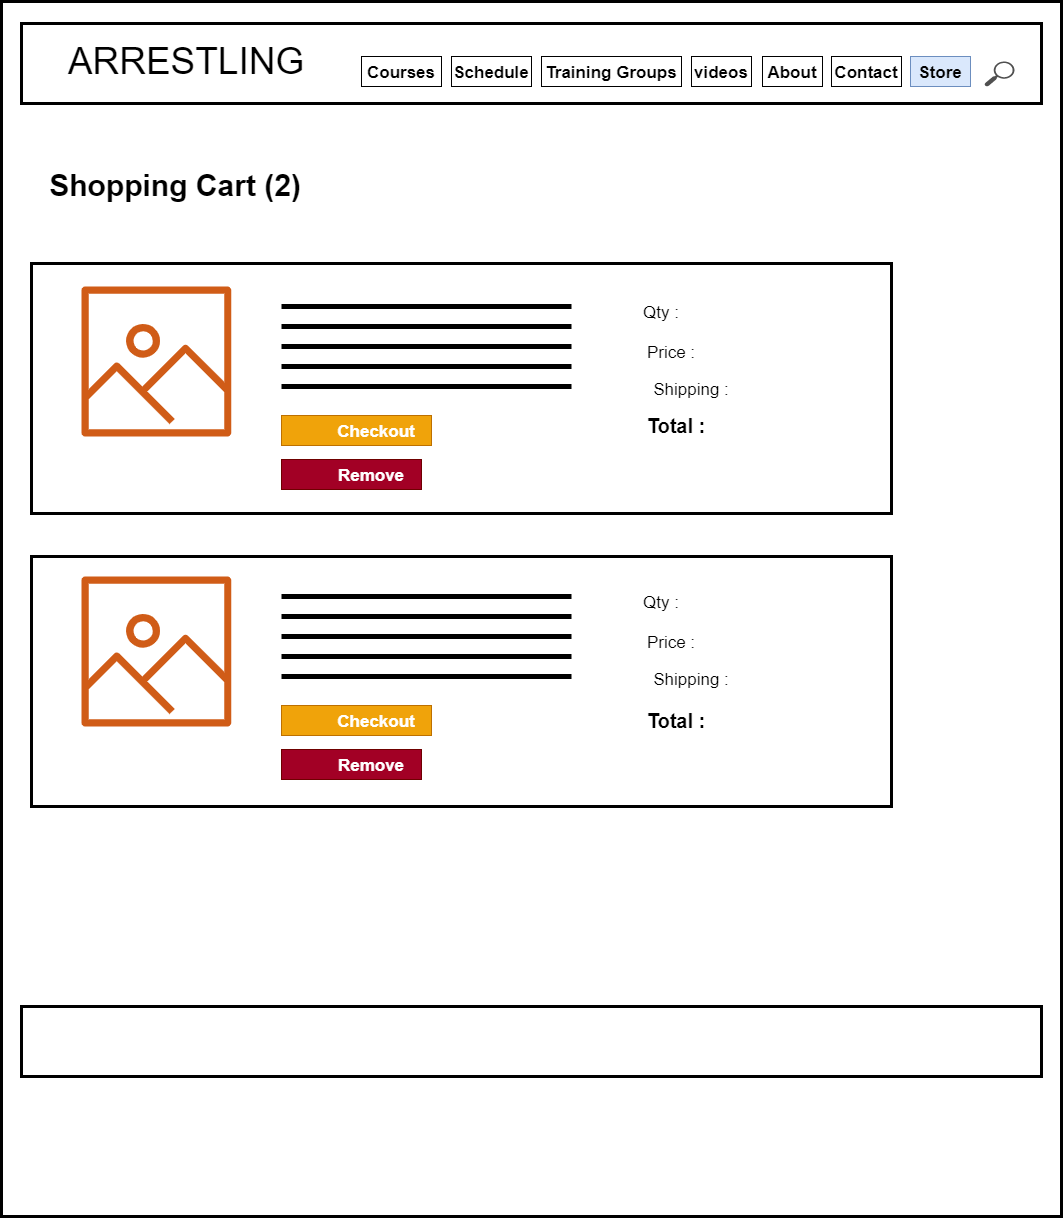 ARRESTLING
Courses Schedule Training Groups videos About Contact Store
Shopping Cart (2)
Qty :
Price :
Shipping :
Total :
Checkout
Remove
Qty :
Price :
Shipping :
Total :
Checkout
Remove